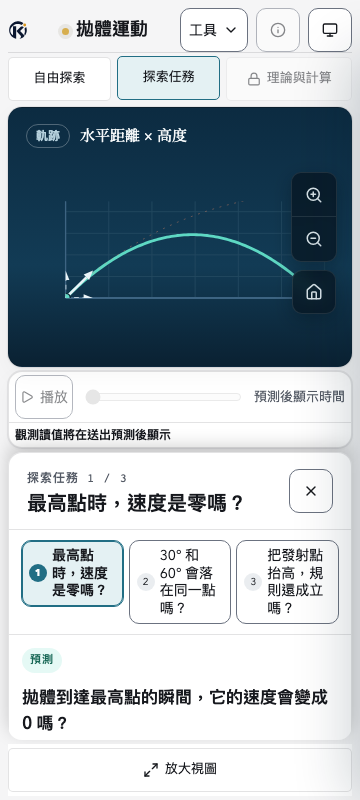 拋體運動
工具
自由探索
探索任務
理論與計算
軌跡
水平距離 × 高度
播放
預測後顯示時間
觀測讀值將在送出預測後顯示
探索任務 1 / 3
最高點時，速度是零嗎？
1
最高點
時，速度
是零嗎？
2
30° 和
60° 會落
在同一點
嗎？
3
把發射點
抬高，規
則還成立
嗎？
預測
拋體到達最高點的瞬間，它的速度會變成
0 嗎？
放大視圖